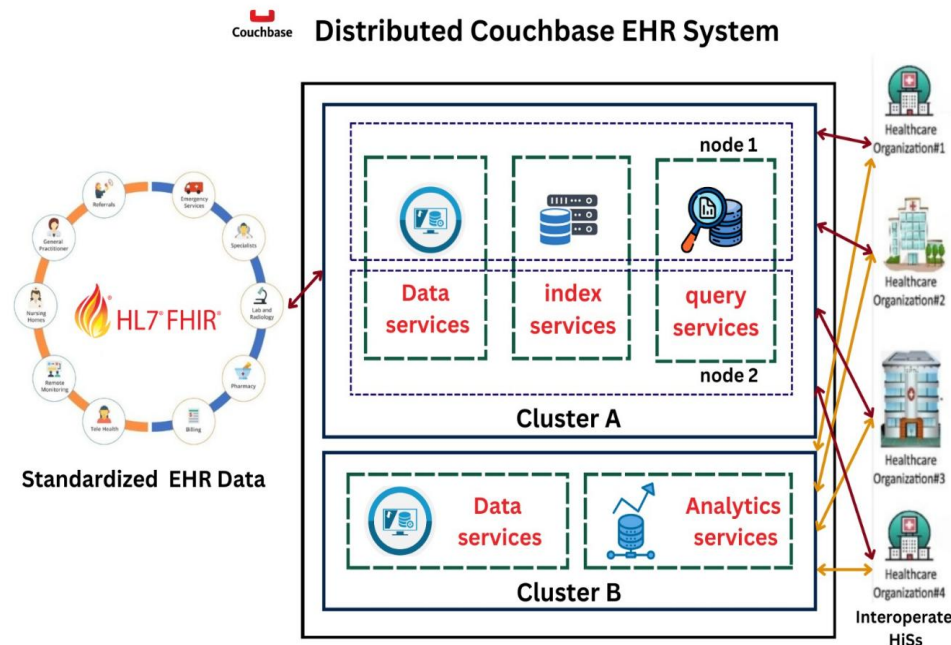 Couchbase
Distributed Couchbase EHR System
Referrals
Emergency
Services
General
Practitioner
Specialists
Nursing
Homes
HL7® FHIR®
Lab and
Radiology
Remote
Monitoring
Pharmacy
Tele Health
Billing
Standardized EHR Data
node 1
Data
services
index
services
query
services
node 2
Cluster A
Data
services
Analytics
services
Cluster B
Healthcare
Organization#1
Healthcare
Organization#2
Healthcare
Organization#3
Healthcare
Organization#4
Interoperate
HiSs